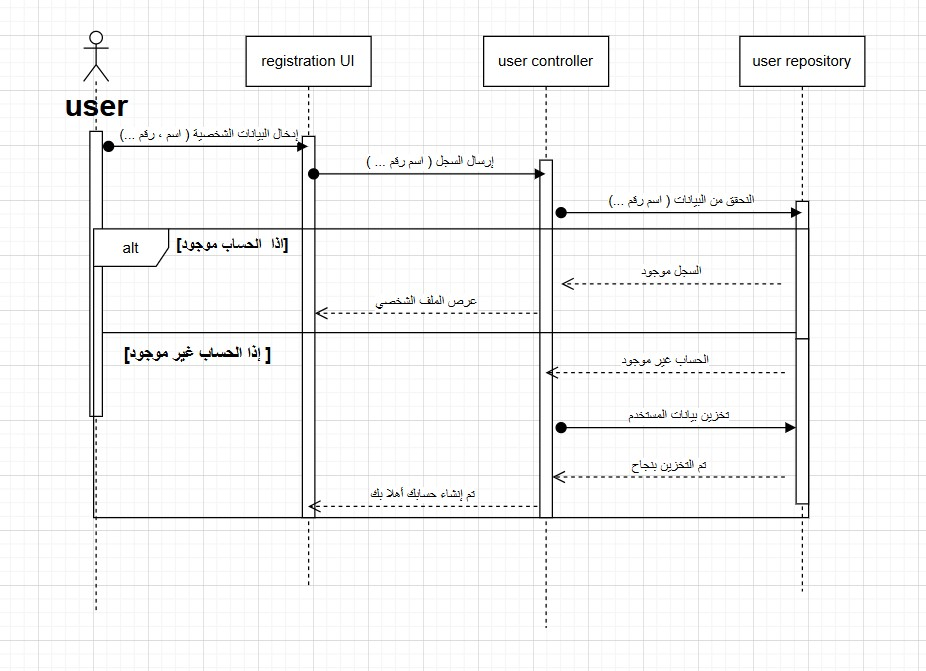 registration UI
user controller
user repository
user
إدخال البيانات الشخصية ( اسم ، رقم ... )
إرسال السجل ( اسم رقم ... )
التحقق من البيانات ( اسم رقم ... )
alt
[اذا الحساب موجود]
السجل موجود
عرض الملف الشخصي
[ إذا الحساب غير موجود]
الحساب غير موجود
تخزين بيانات المستخدم
تم التخزين بنجاح
تم إنشاء حسابك أهلا بك